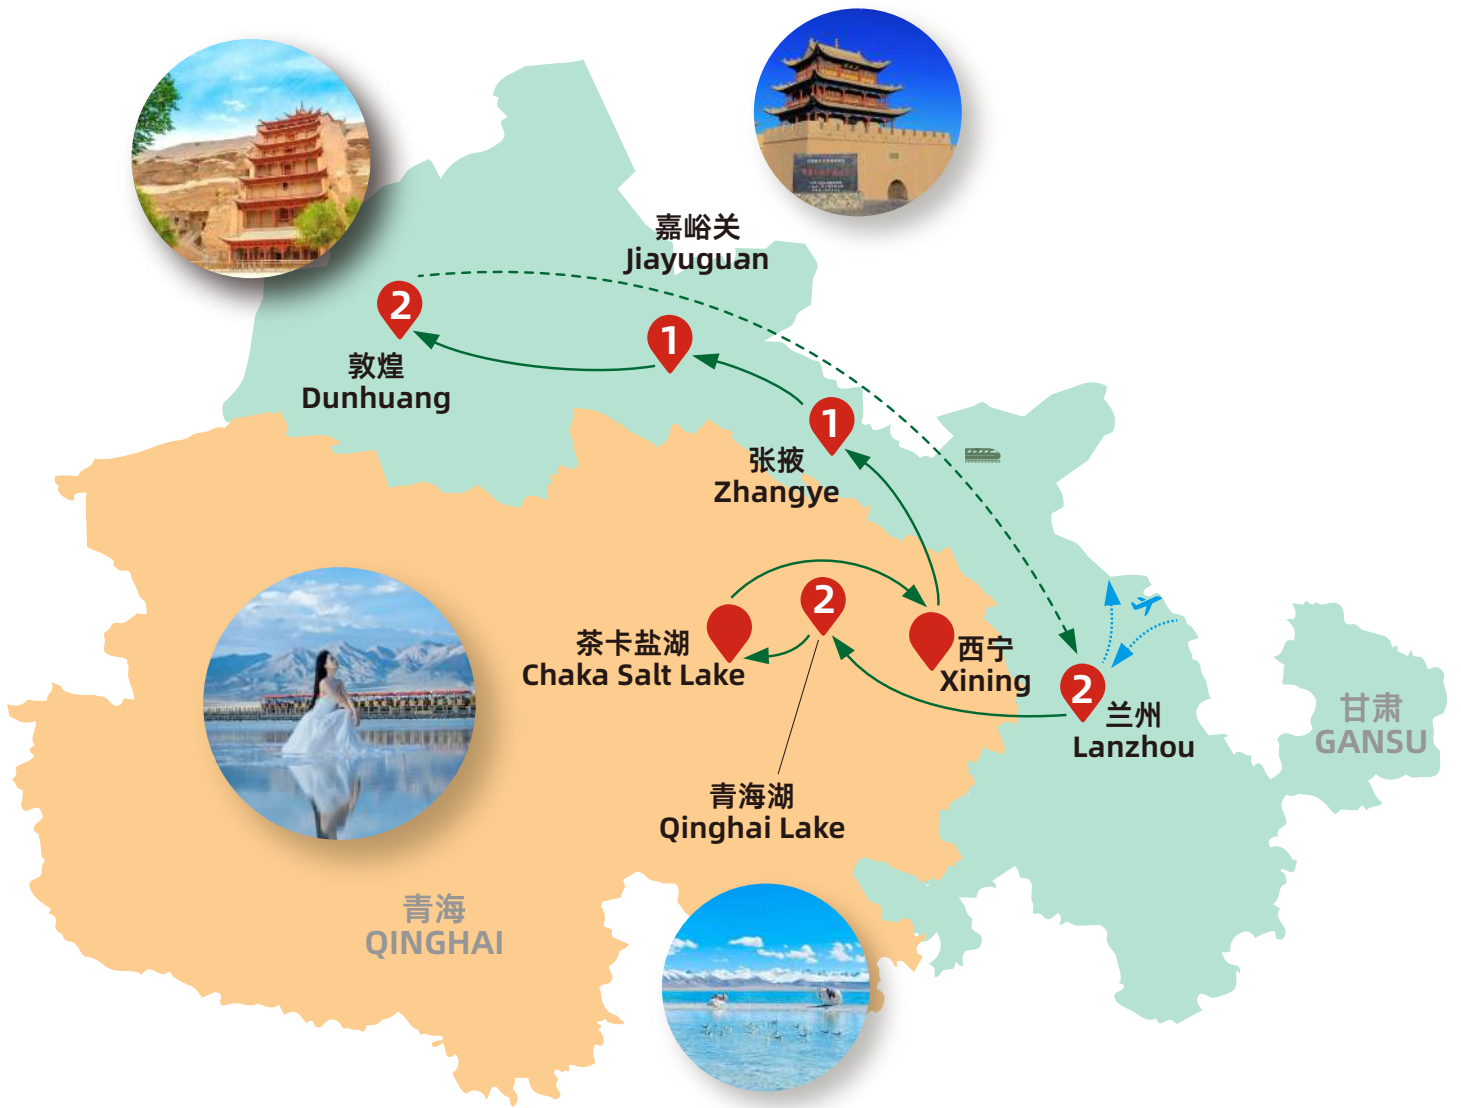 嘉峪关
Jiayuguan
2
1
敦煌
Dunhuang
1
张掖
Zhangye
2
茶卡盐湖
Chaka Salt Lake
西宁
Xining
2
兰州
Lanzhou
甘肃
GANSU
青海湖
Qinghai Lake
青海
QINGHAI